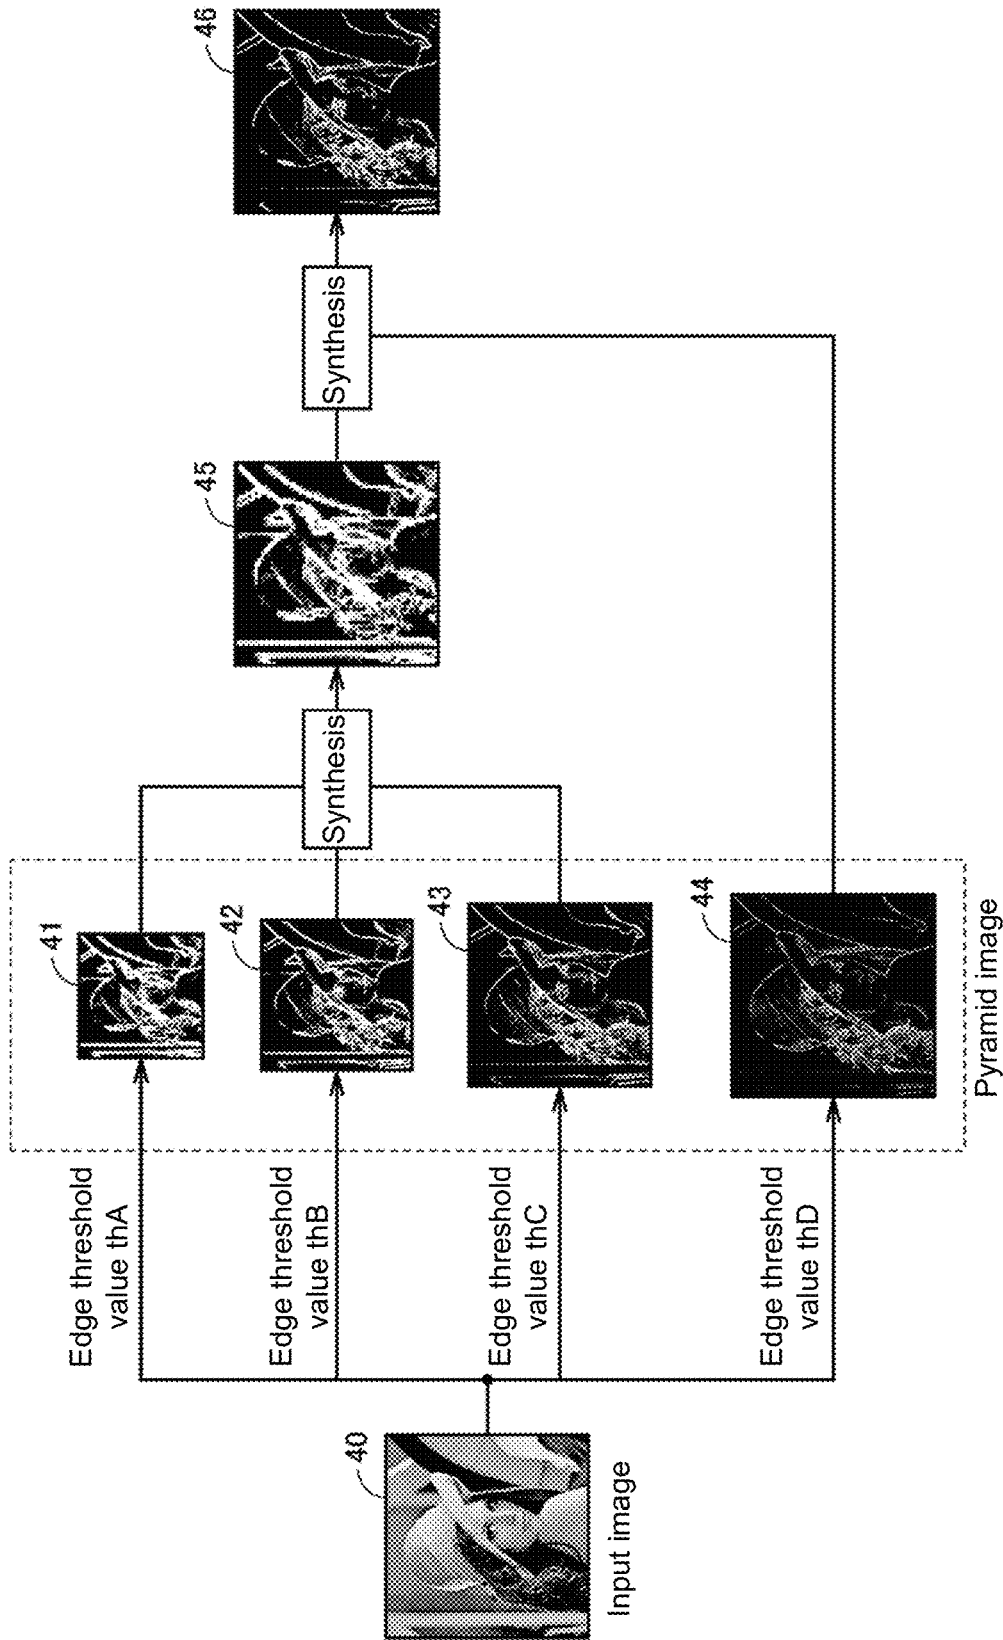 40
Input image
Edge threshold
value thA
Edge threshold
value thB
Edge threshold
value thC
Edge threshold
value thD
41
42
43
44
Pyramid image
Synthesis
45
Synthesis
46